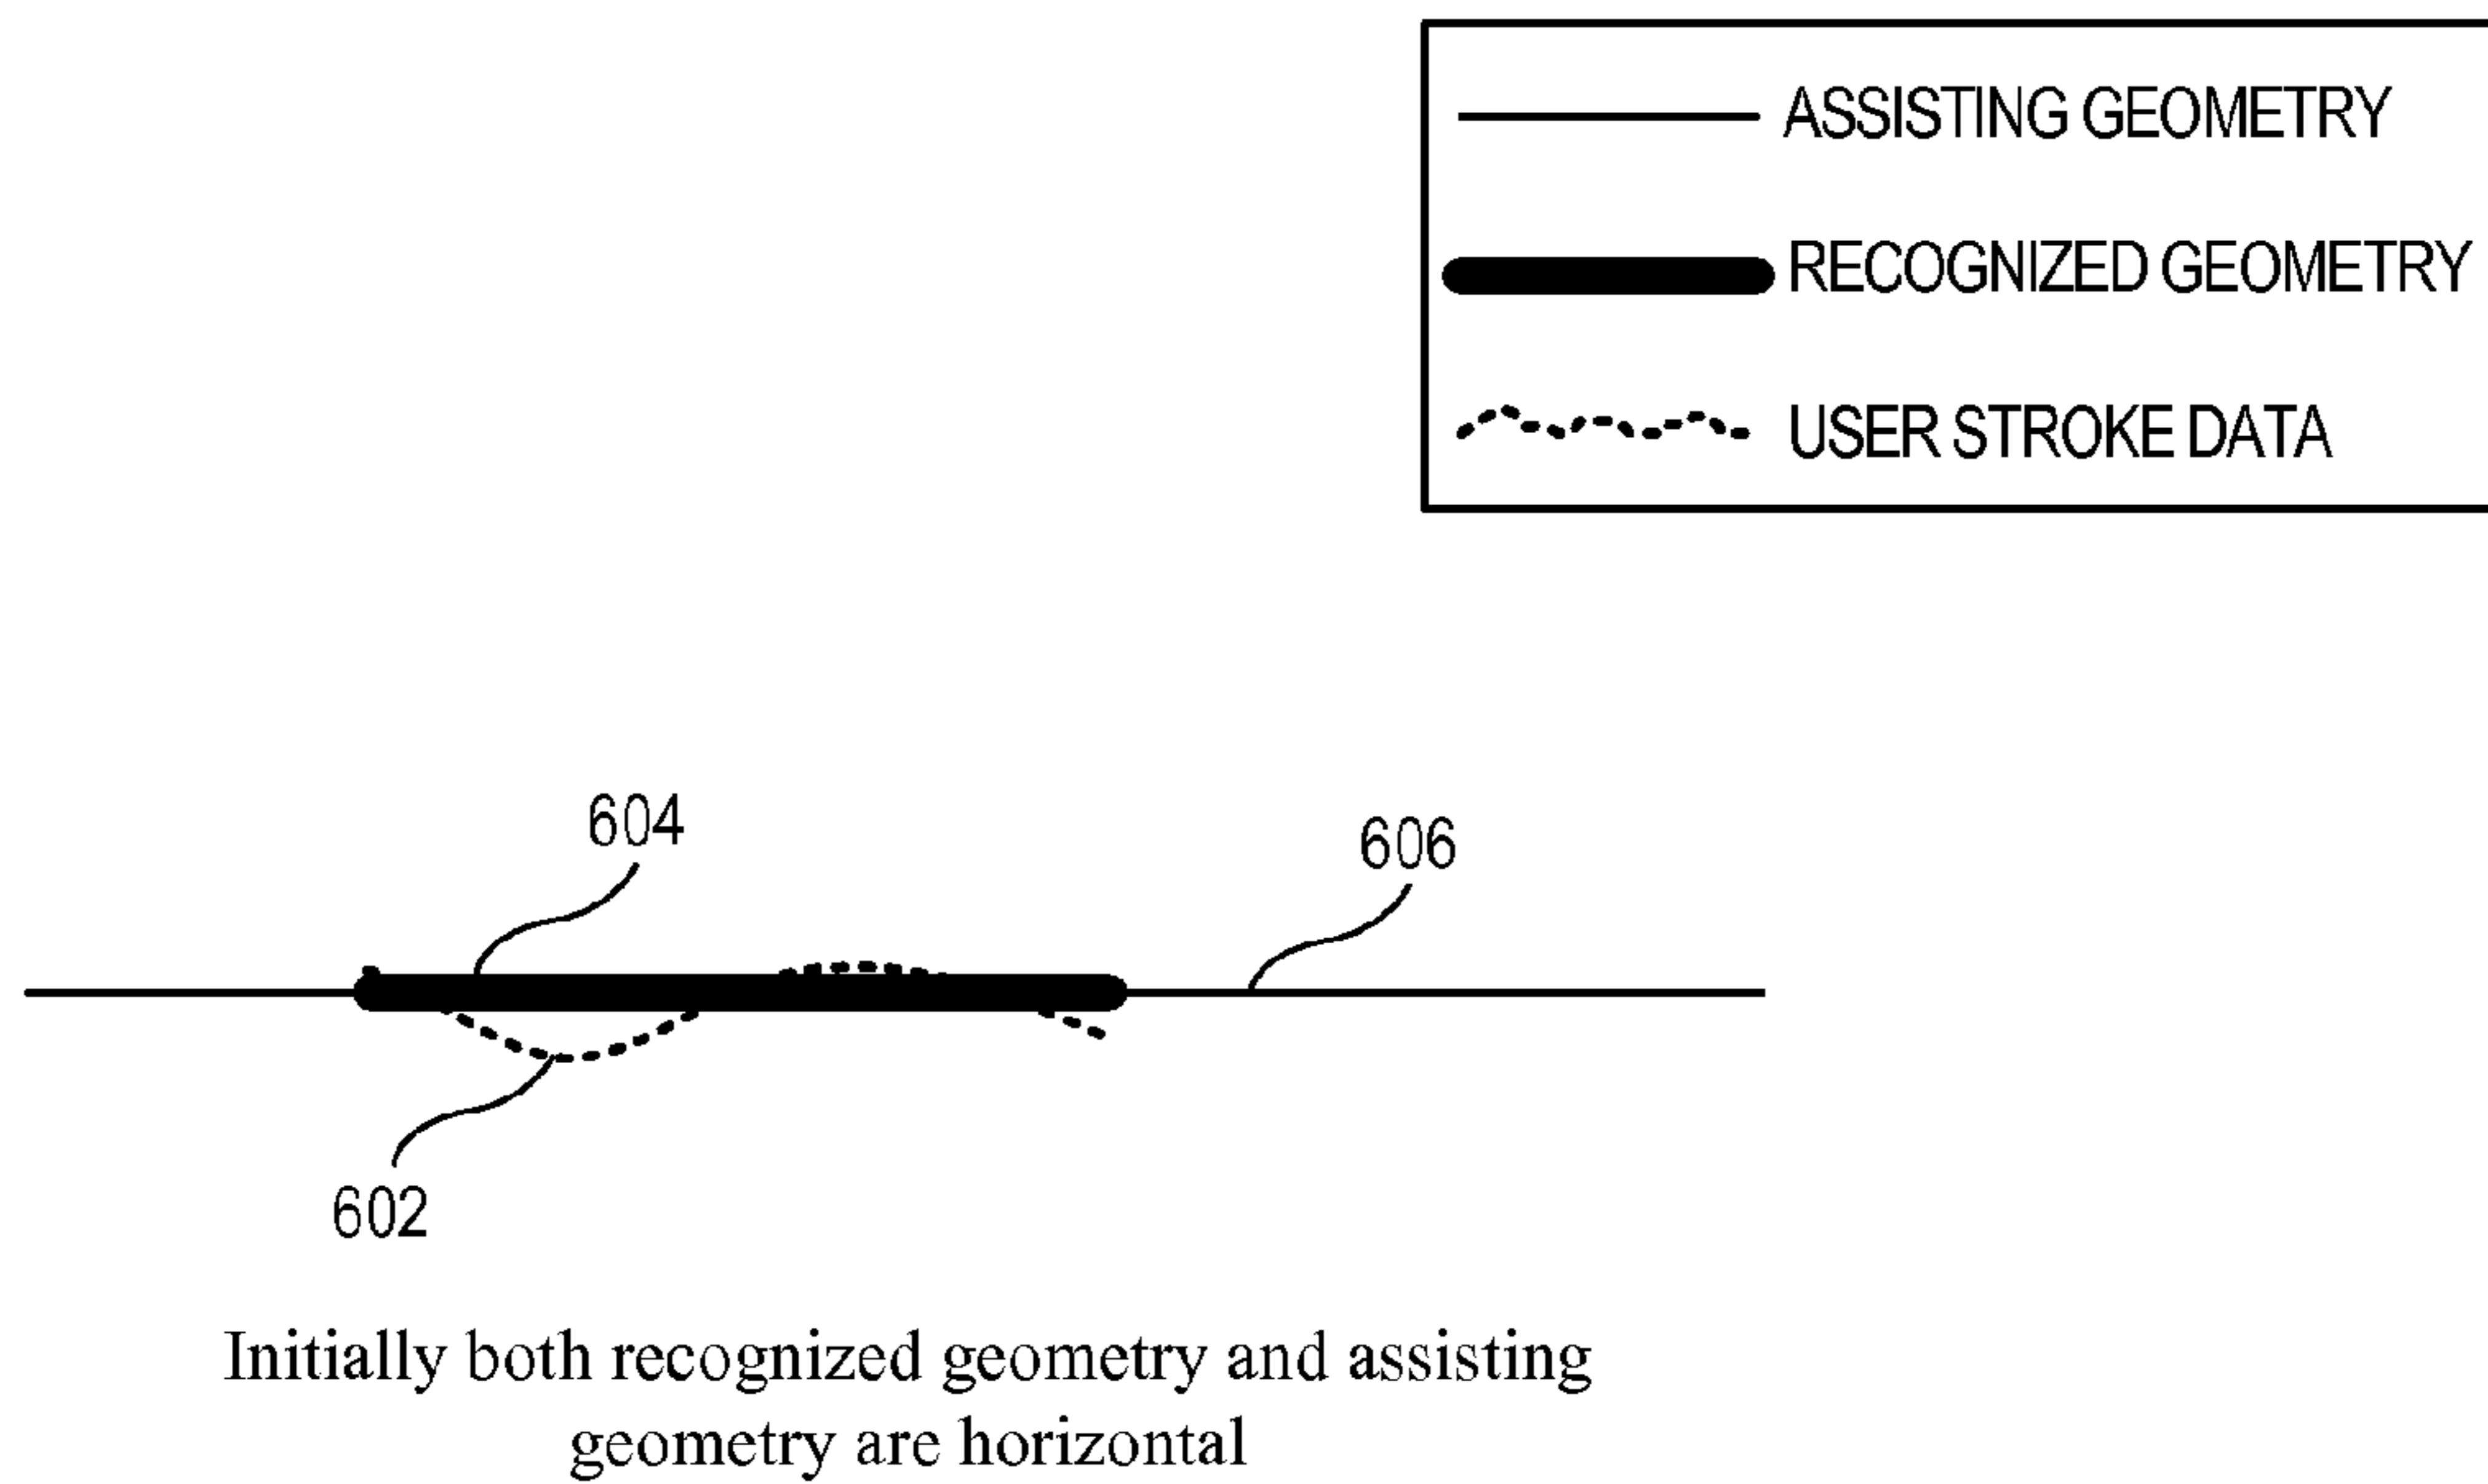 ASSISTING GEOMETRY
RECOGNIZED GEOMETRY
USER STROKE DATA
604
606
602
Initially both recognized geometry and assisting
geometry are horizontal